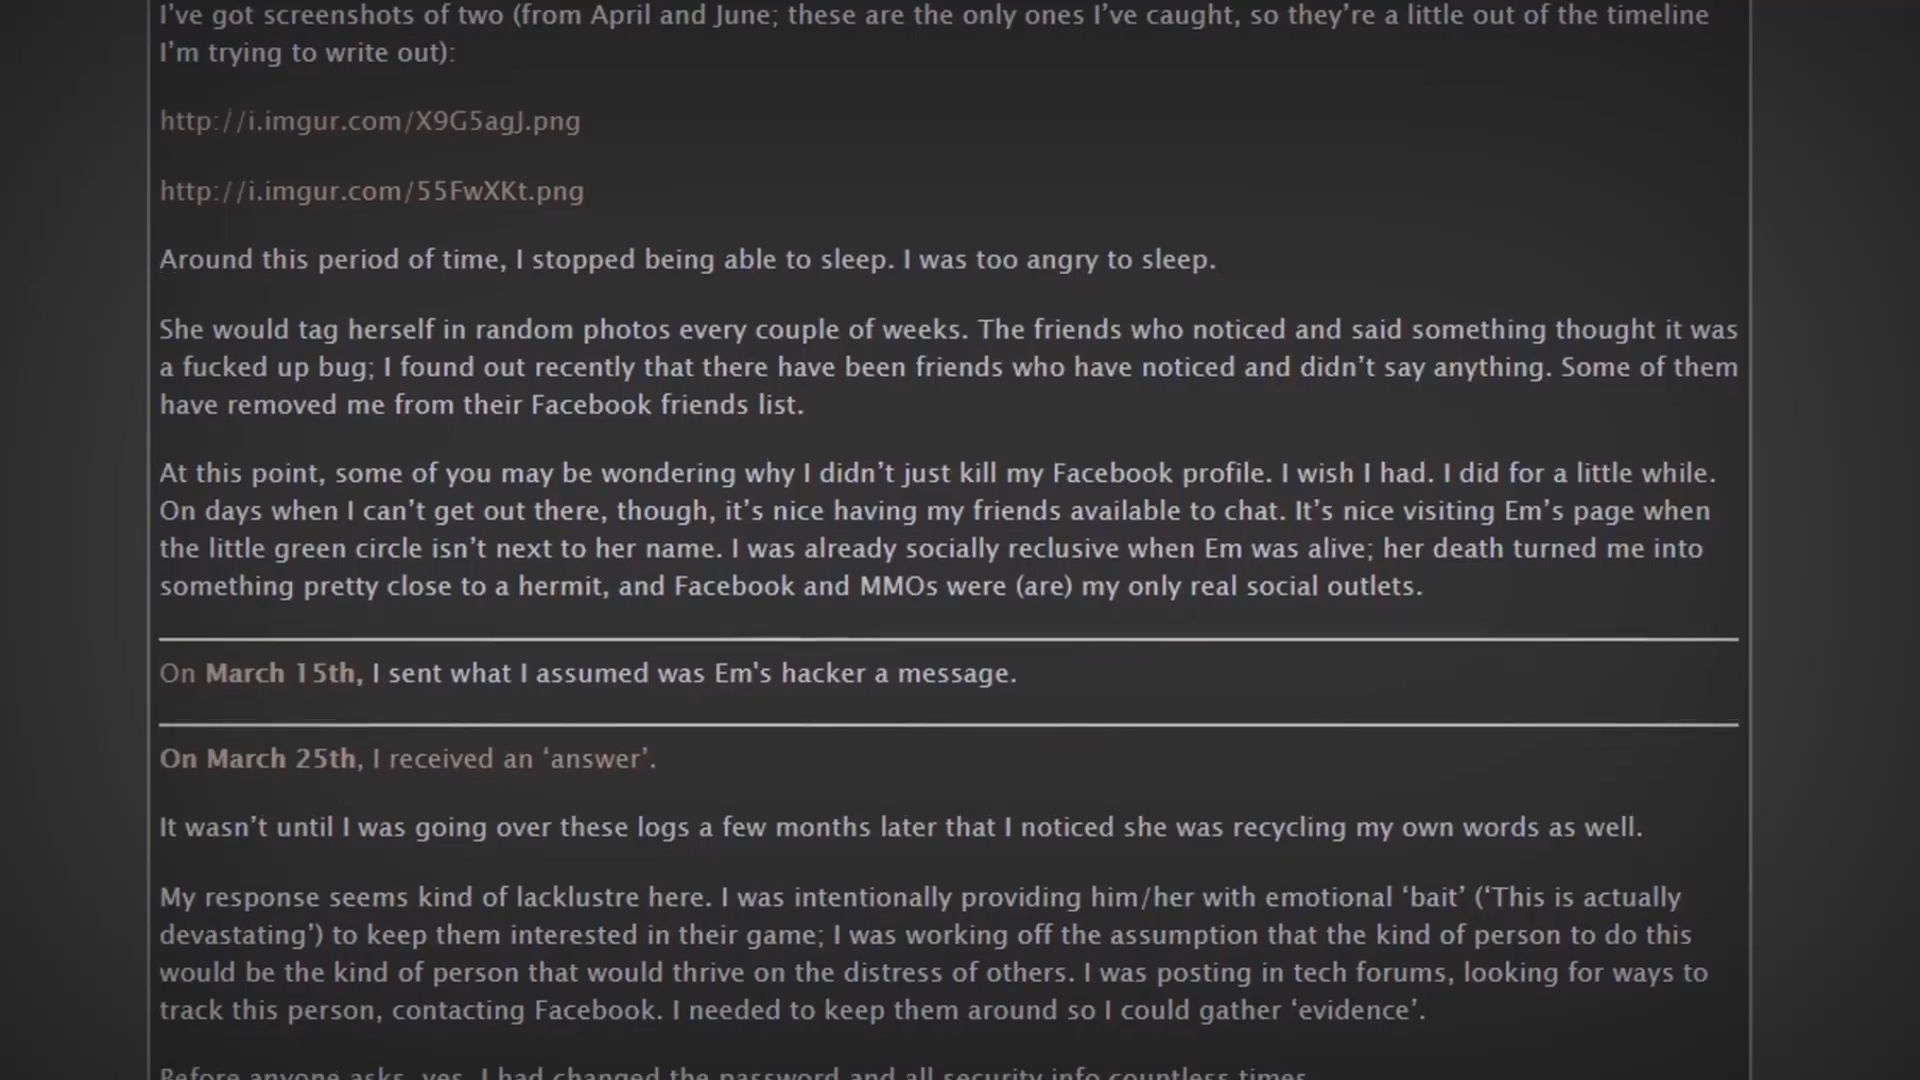 I’ve got screenshots of two (from April and June; these are the only ones I’ve caught, so they’re a little out of the timeline
I’m trying to write out):
http://i.imgur.com/X9G5agJ.png
http://i.imgur.com/55FwXKt.png
Around this period of time, I stopped being able to sleep. I was too angry to sleep.
She would tag herself in random photos every couple of weeks. The friends who noticed and said something thought it was
a fucked up bug; I found out recently that there have been friends who have noticed and didn’t say anything. Some of them
have removed me from their Facebook friends list.
At this point, some of you may be wondering why I didn’t just kill my Facebook profile. I wish I had. I did for a little while.
On days when I can’t get out there, though, it’s nice having my friends available to chat. It’s nice visiting Em’s page when
the little green circle isn’t next to her name. I was already socially reclusive when Em was alive; her death turned me into
something pretty close to a hermit, and Facebook and MMOs were (are) my only real social outlets.
On March 15th, I sent what I assumed was Em's hacker a message.
On March 25th, I received an ‘answer’.
It wasn’t until I was going over these logs a few months later that I noticed she was recycling my own words as well.
My response seems kind of lacklustre here. I was intentionally providing him/her with emotional ‘bait’ (‘This is actually
devastating’) to keep them interested in their game; I was working off the assumption that the kind of person to do this
would be the kind of person that would thrive on the distress of others. I was posting in tech forums, looking for ways to
track this person, contacting Facebook. I needed to keep them around so I could gather ‘evidence’.
Before anyone asks, yes, I had changed the password and all security info countless times.